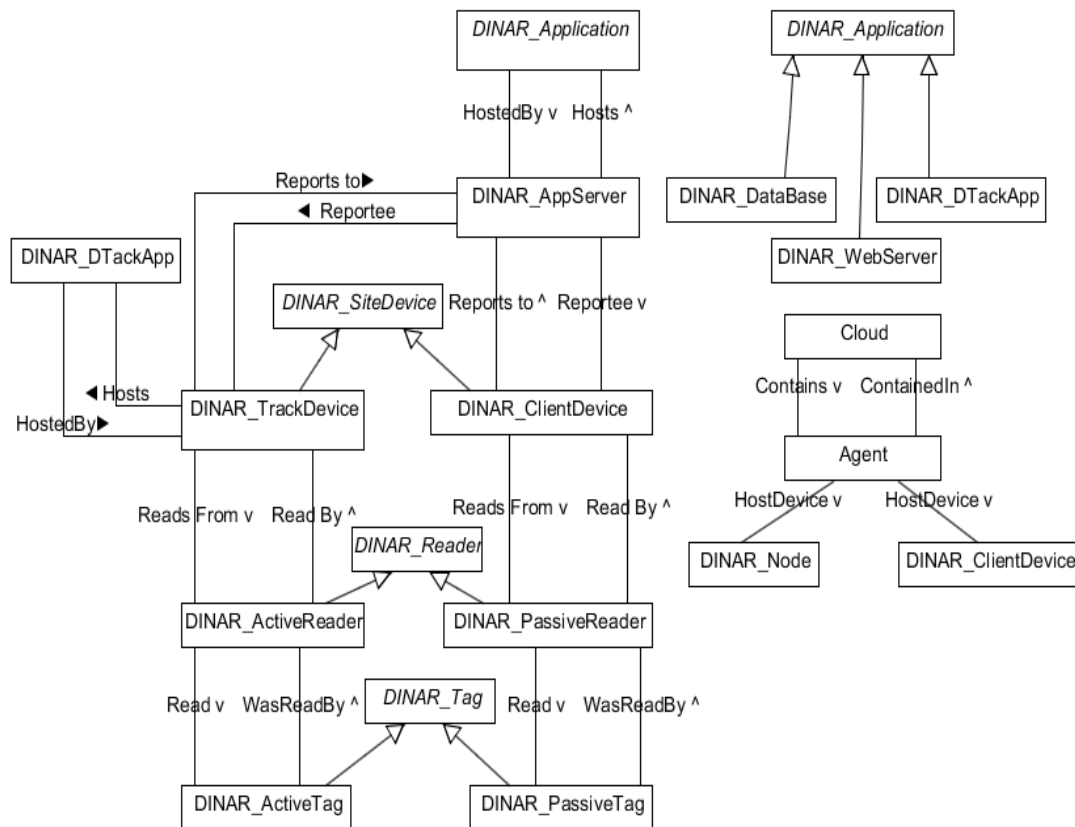 DINAR_Application
DINAR_Application
HostedBy v
Hosts ^
Reports to▶
DINAR_AppServer
DINAR_DataBase
DINAR_DTackApp
◀ Reportee
DINAR_DTackApp
DINAR_WebServer
DINAR_SiteDevice
Reports to ^
Reportee v
Cloud
Contains v
ContainedIn ^
◀ Hosts
HostedBy▶
DINAR_TrackDevice
DINAR_ClientDevice
Agent
HostDevice v
HostDevice v
Reads From v
Read By ^
Reads From v
Read By ^
DINAR_Reader
DINAR_Node
DINAR_ClientDevice
DINAR_ActiveReader
DINAR_PassiveReader
Read v
WasReadBy ^
DINAR_Tag
Read v
WasReadBy ^
DINAR_ActiveTag
DINAR_PassiveTag